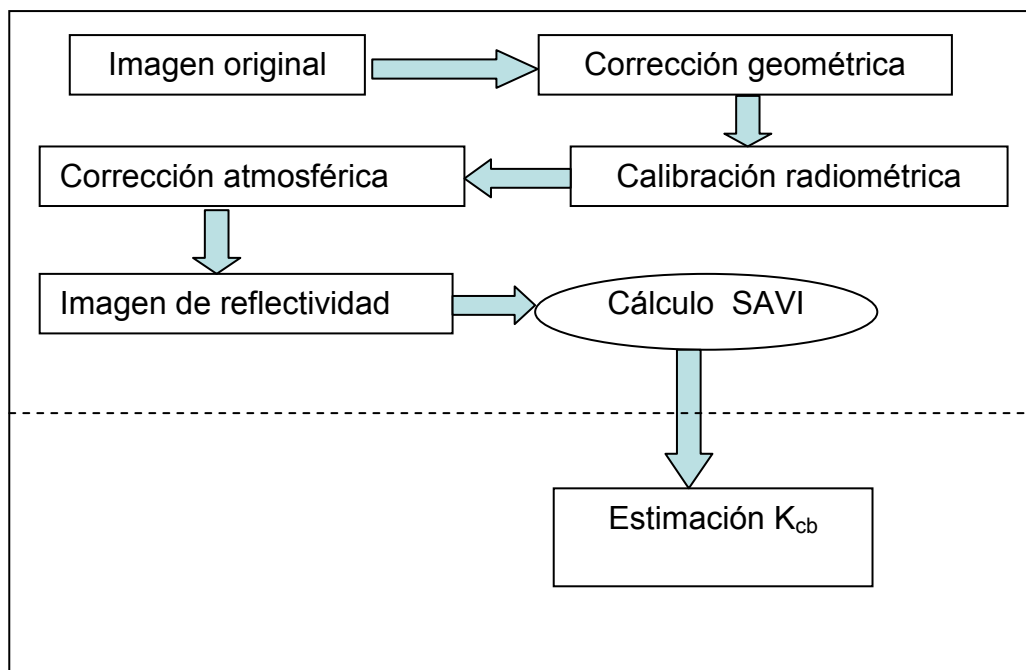 Imagen original
Corrección geométrica
Calibración radiométrica
Corrección atmosférica
Imagen de reflectividad
Cálculo SAVI
Estimación Kcb